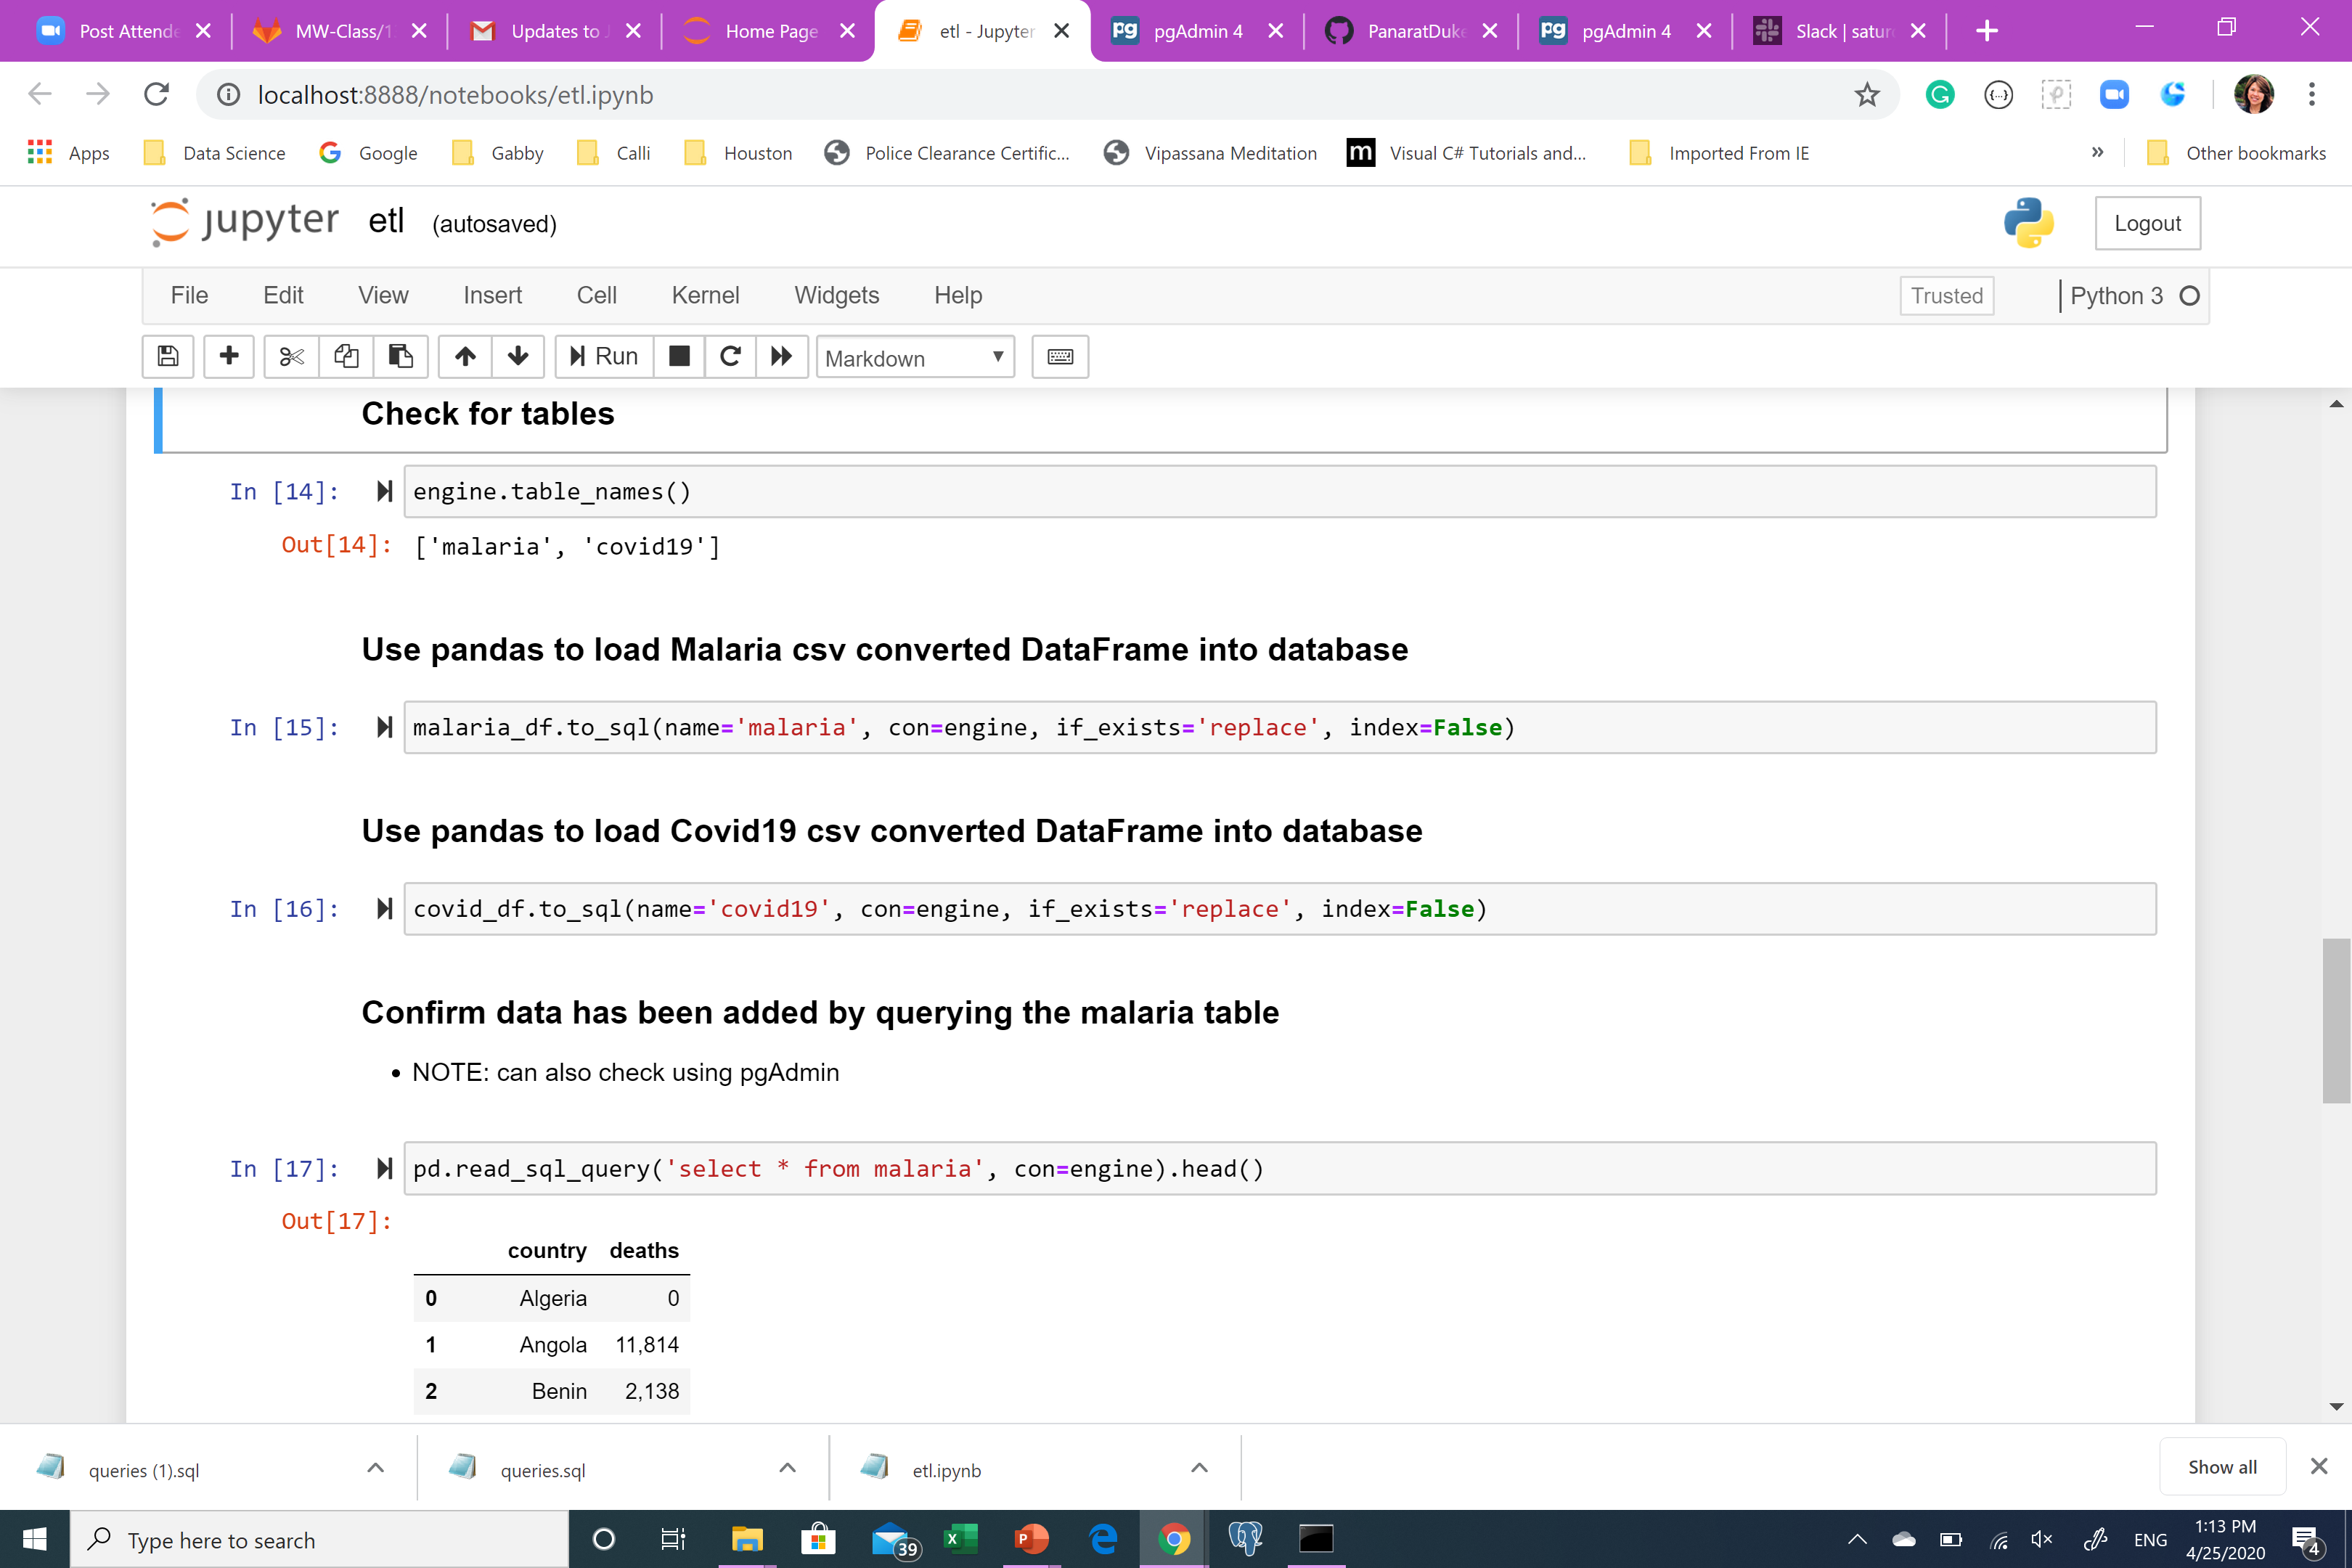 Post Attende
MW-Class/1
Updates to J
Home Page
etl - Jupyter
pgAdmin 4
PanaratDuke
pgAdmin 4
Slack | satur
localhost:8888/notebooks/etl.ipynb
Apps
Data Science
Google
Gabby
Calli
Houston
Police Clearance Certific...
Vipassana Meditation
Visual C# Tutorials and...
Imported From IE
»
Other bookmarks
jupyter etl (autosaved)
Logout
File Edit View Insert Cell Kernel Widgets Help
Trusted
Python 3
Run
Markdown
Check for tables
In [14]: engine.table_names()
Out[14]: ['malaria', 'covid19']
Use pandas to load Malaria csv converted DataFrame into database
In [15]: malaria_df.to_sql(name='malaria', con=engine, if_exists='replace', index=False)
Use pandas to load Covid19 csv converted DataFrame into database
In [16]: covid_df.to_sql(name='covid19', con=engine, if_exists='replace', index=False)
Confirm data has been added by querying the malaria table
• NOTE: can also check using pgAdmin
In [17]: pd.read_sql_query('select * from malaria', con=engine).head()
Out[17]:
country deaths
0 Algeria 0
1 Angola 11,814
2 Benin 2,138
queries (1).sql
queries.sql
etl.ipynb
Show all
Type here to search
39
ENG
1:13 PM
4/25/2020
4